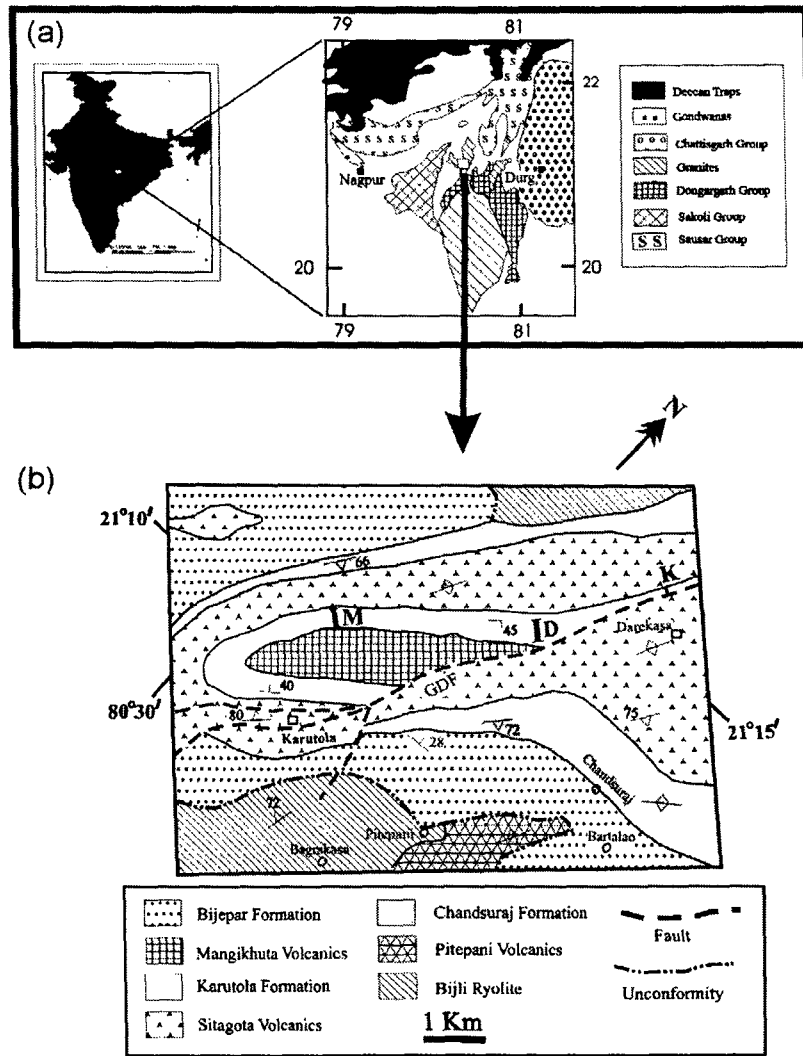 (a)
79 81
22
Nagpur Durg
20 20
79 81
Deccan Traps
Gondwanas
Chattisgarh Group
Granites
Dongargarh Group
Sakoli Group
Sausar Group
(b)
N
21°10'
66
K
M
45
D
Darekasa
GDF
80°30'
40
80
Karutola
75
72
28
21°15'
Chandsuraj
72
Pitepani
Bagrakasa
Bartalao
Bijepar Formation
Chandsuraj Formation
Mangikhuta Volcanics
Pitepani Volcanics
Fault
Karutola Formation
Bijli Ryolite
Unconformity
Sitagota Volcanics
1 Km